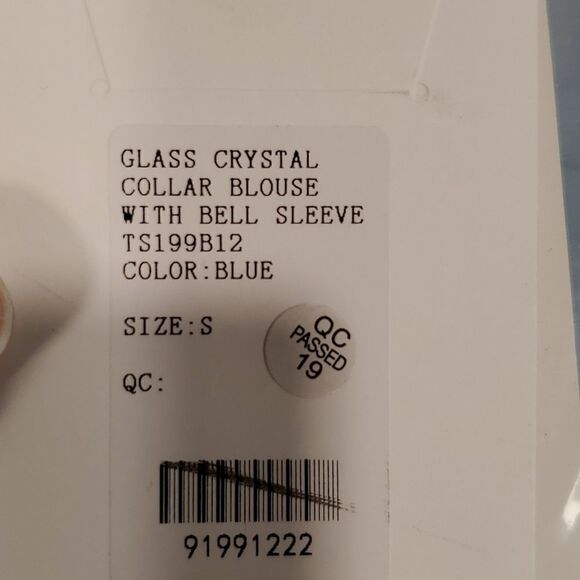 GLASS CRYSTAL
COLLAR BLOUSE
WITH BELL SLEEVE
TS199B12
COLOR:BLUE
SIZE:S
QC
PASSED
19
QC:
91991222